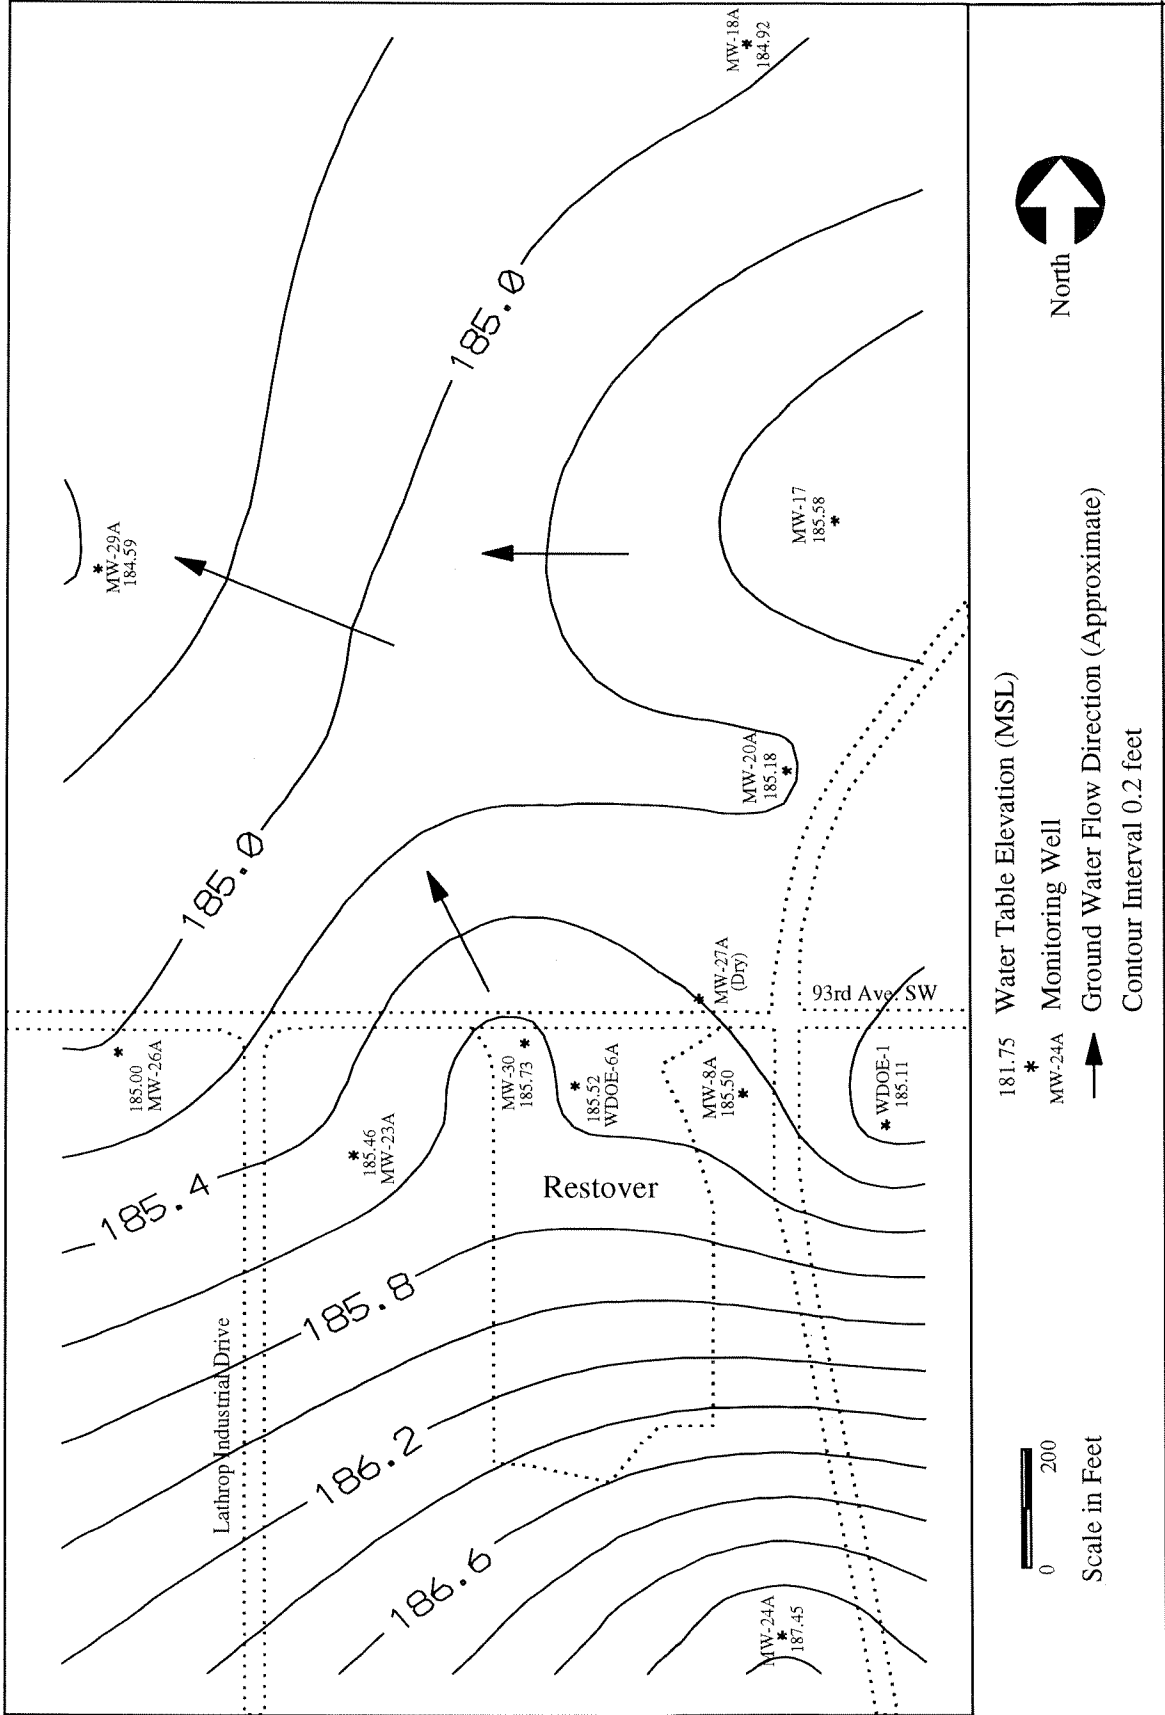 MW-18A
184.92
185.0
MW-29A
184.59
MW-17
185.58
MW-20A
185.18
185.0
MW-27A
(Dry)
93rd Ave. SW
185.00
MW-26A
185.46
MW-23A
MW-30
185.73
185.52
WDOE-6A
MW-8A
185.50
WDOE-1
185.11
185.4
Restover
185.8
Lathrop Industrial Drive
186.2
186.6
MW-24A
187.45
North
181.75 Water Table Elevation (MSL)
MW-24A Monitoring Well
Ground Water Flow Direction (Approximate)
Contour Interval 0.2 feet
0 200
Scale in Feet